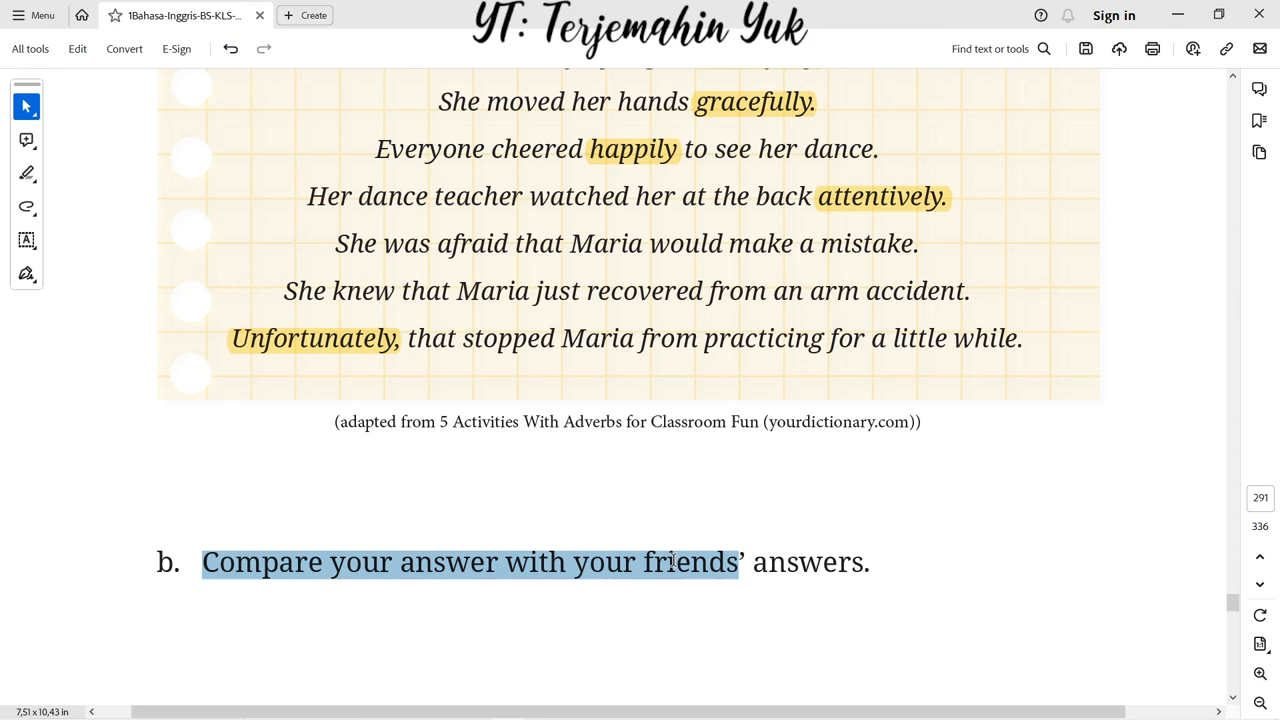 Menu
1Bahasa-Inggris-BS-KLS-...
Create
YT: Terjemahin Yuk
Sign in
All tools Edit Convert E-Sign
Find text or tools
She moved her hands gracefully.
Everyone cheered happily to see her dance.
Her dance teacher watched her at the back attentively.
She was afraid that Maria would make a mistake.
She knew that Maria just recovered from an arm accident.
Unfortunately, that stopped Maria from practicing for a little while.
(adapted from 5 Activities With Adverbs for Classroom Fun (yourdictionary.com))
b. Compare your answer with your friends’ answers.
291
336
7,51 x 10,43 in